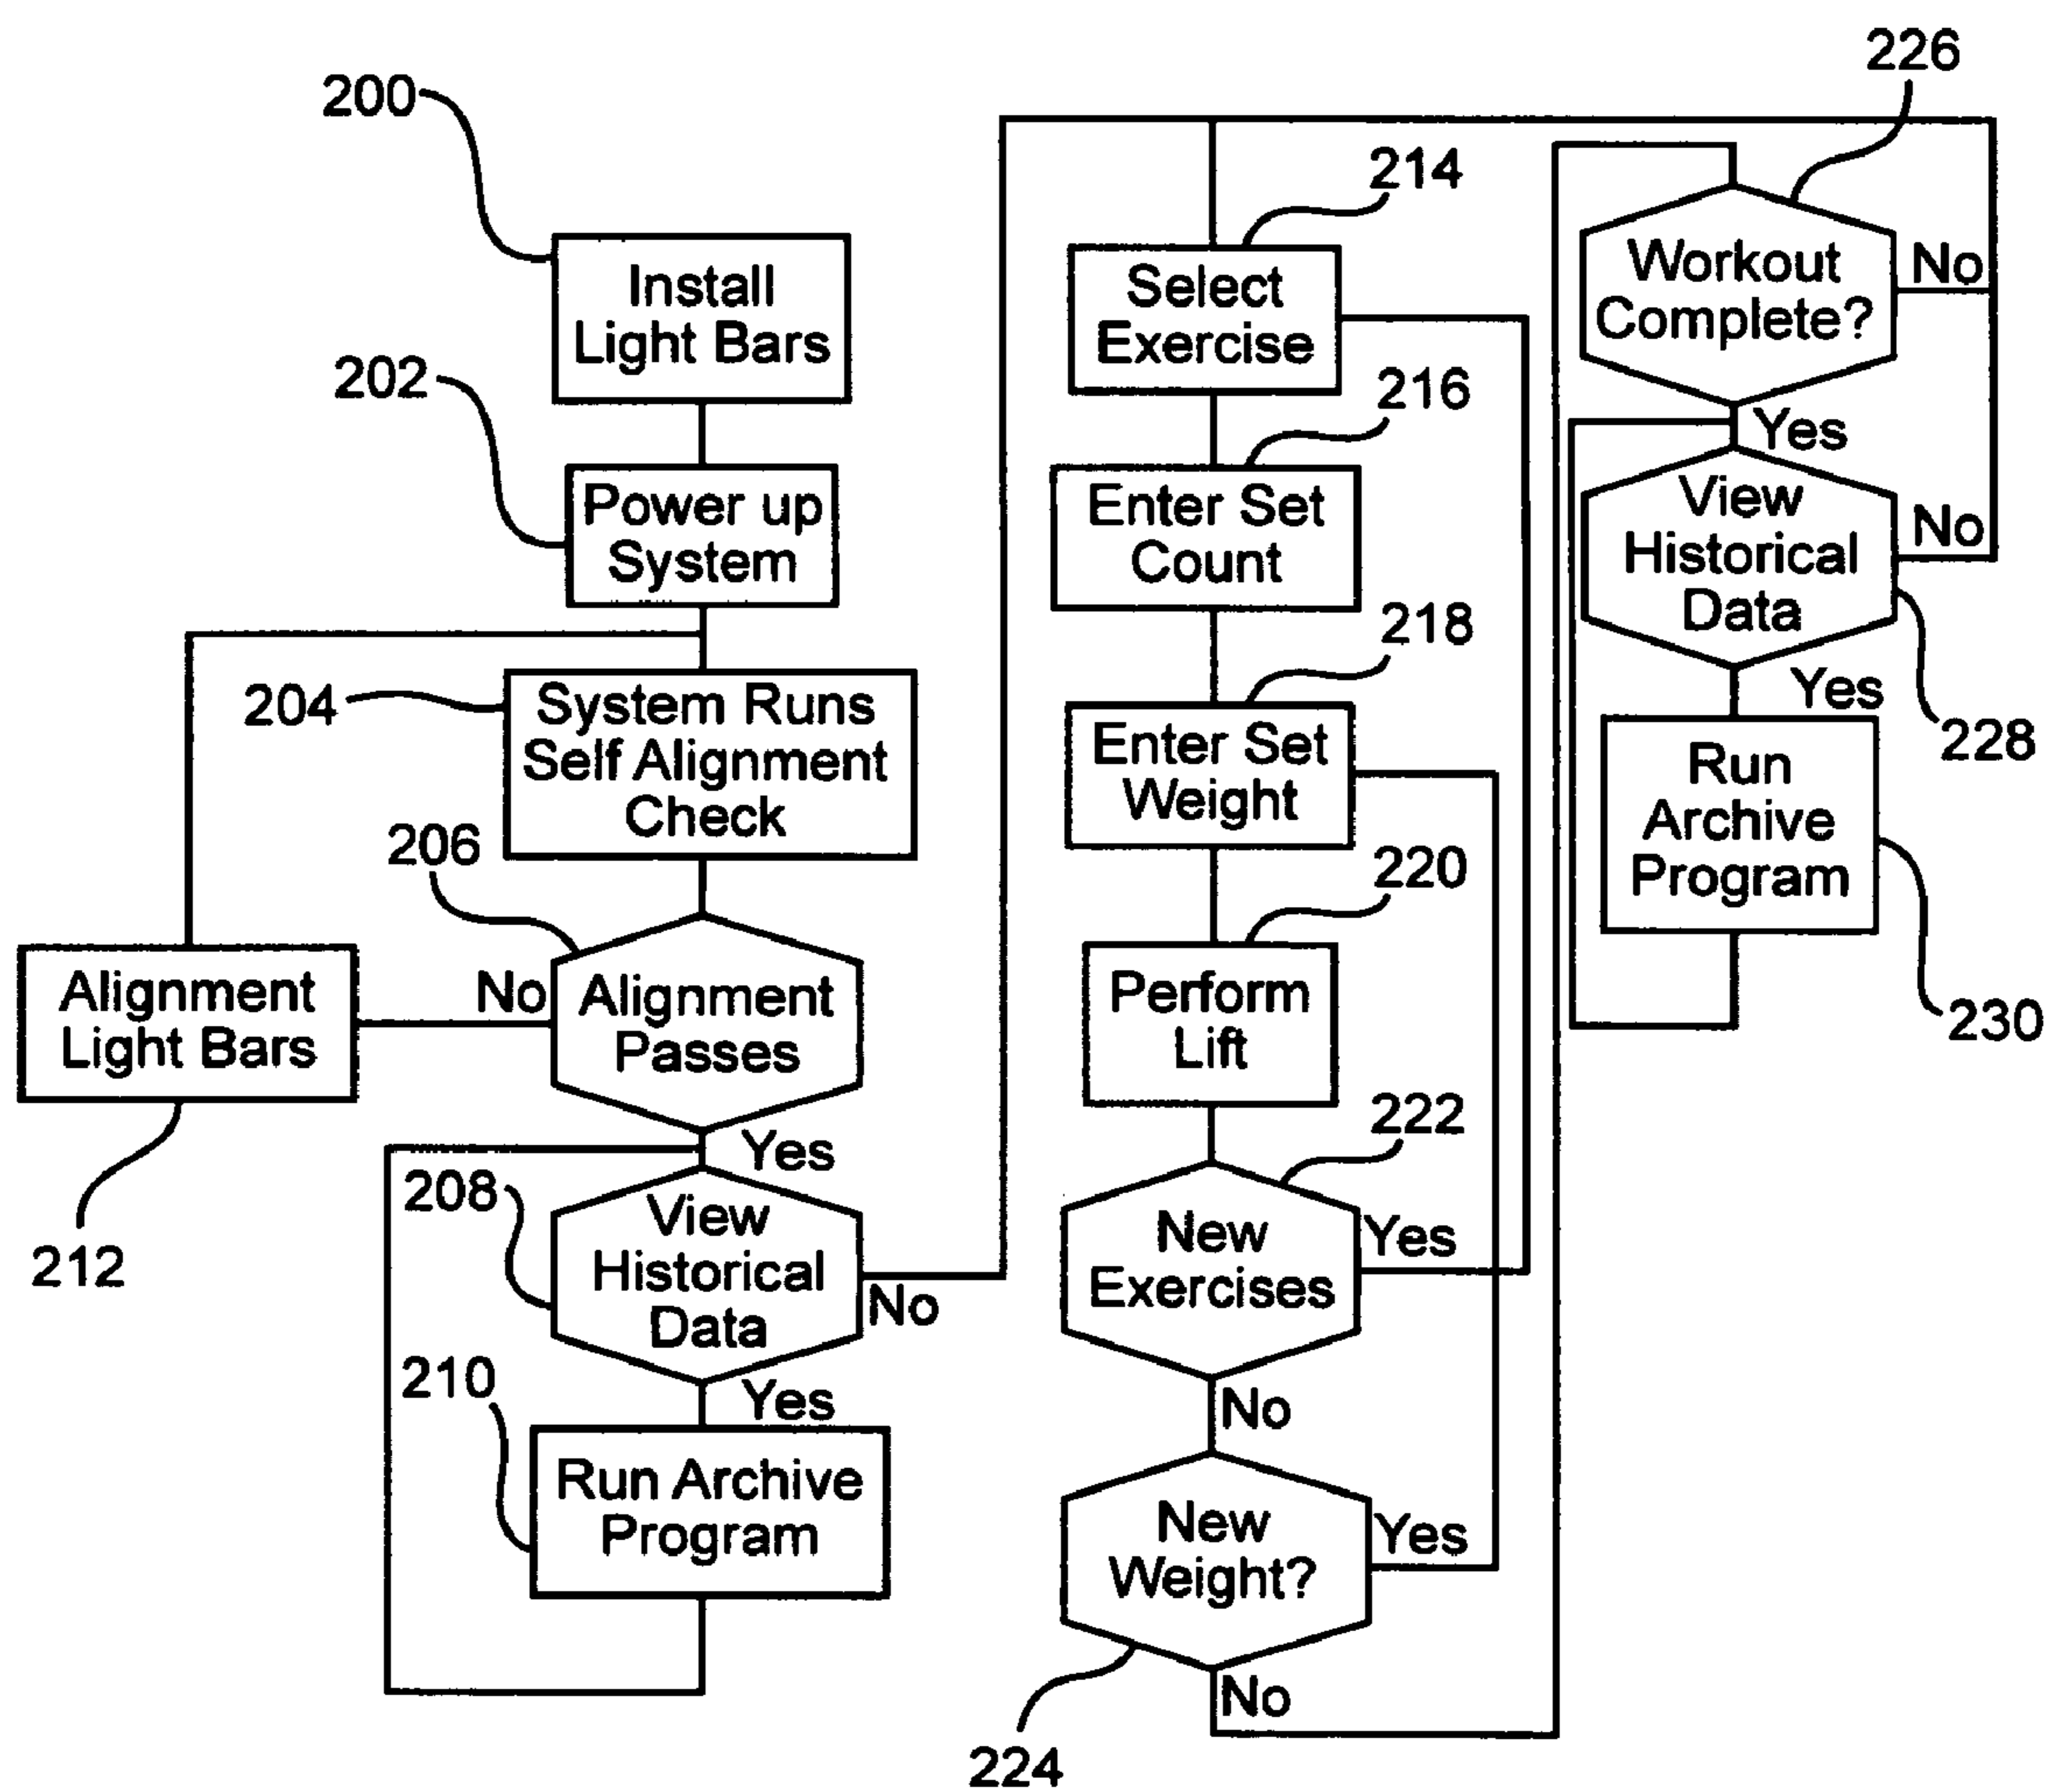 200
Install
Light Bars
202
Power up
System
204
System Runs
Self Alignment
Check
206
Alignment
Passes
No
Alignment
Light Bars
212
Yes
208
View
Historical
Data
No
Yes
210
Run Archive
Program
214
Select
Exercise
216
Enter Set
Count
218
Enter Set
Weight
220
Perform
Lift
222
New
Exercises
Yes
No
New
Weight?
Yes
No
224
226
Workout
Complete?
No
Yes
View
Historical
Data
No
228
Yes
Run
Archive
Program
230